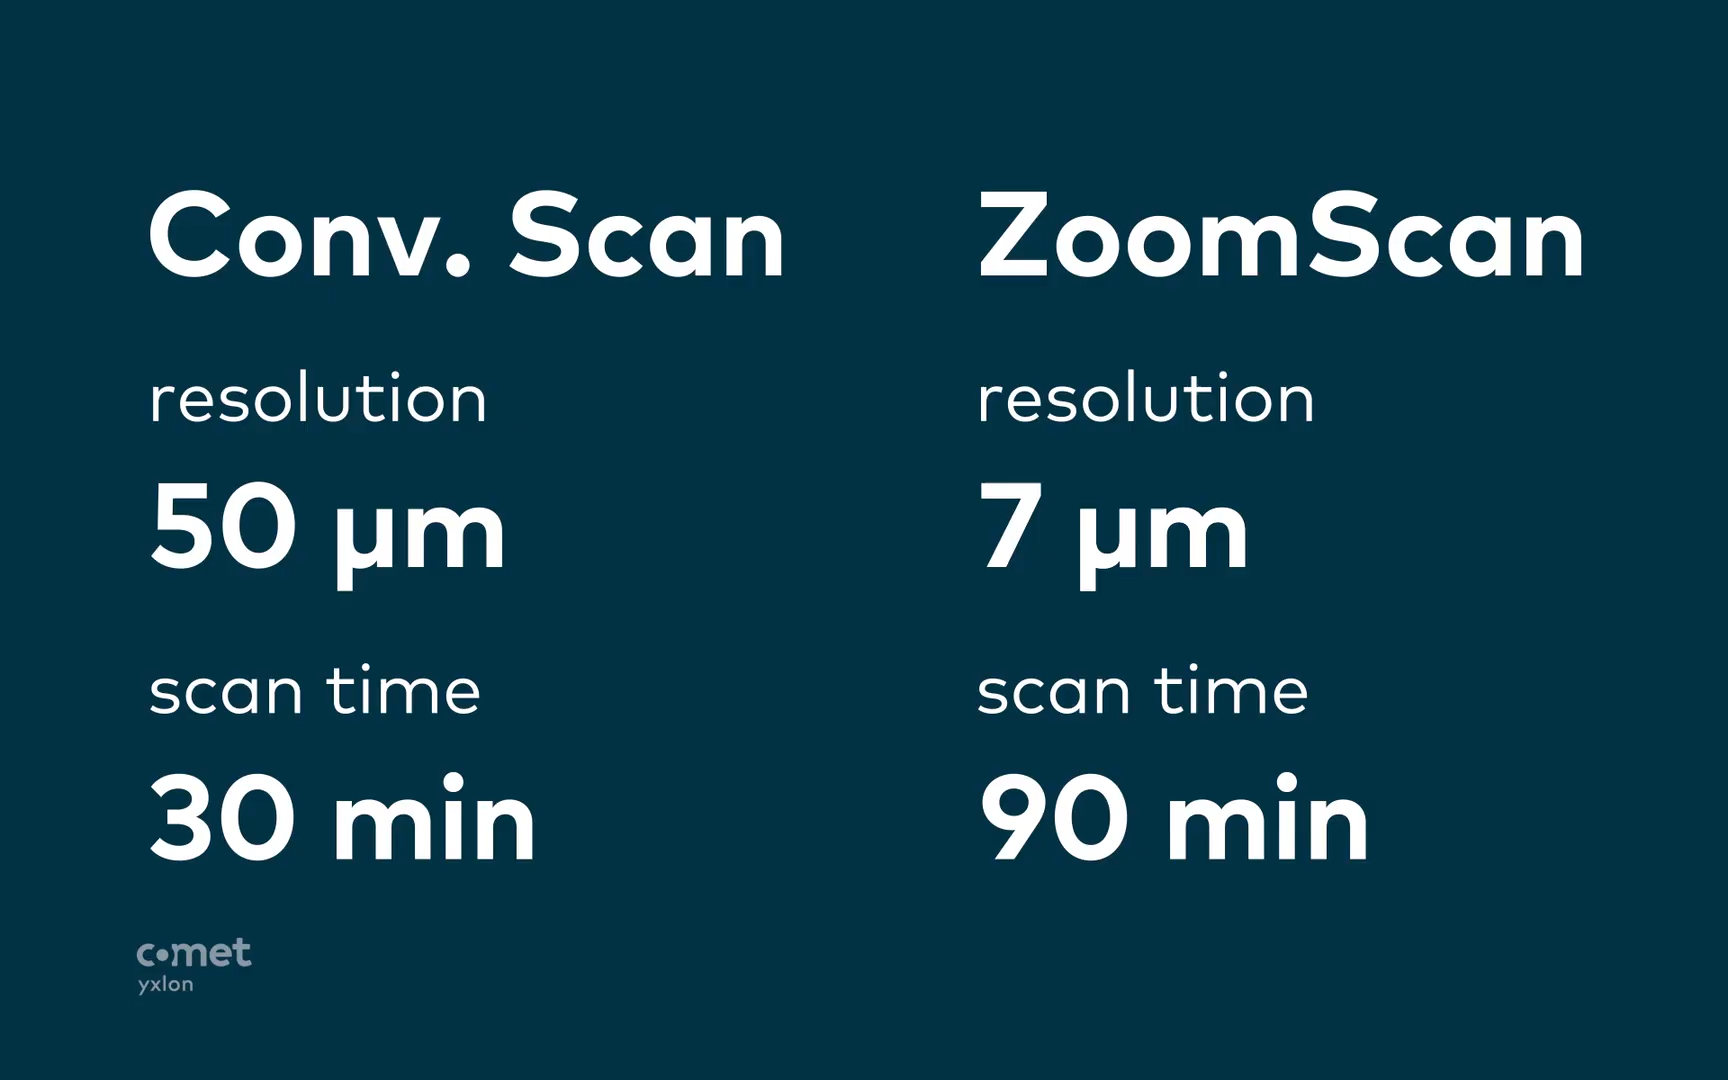 Conv. Scan
resolution
50 µm
scan time
30 min
ZoomScan
resolution
7 µm
scan time
90 min
comet
yxlon